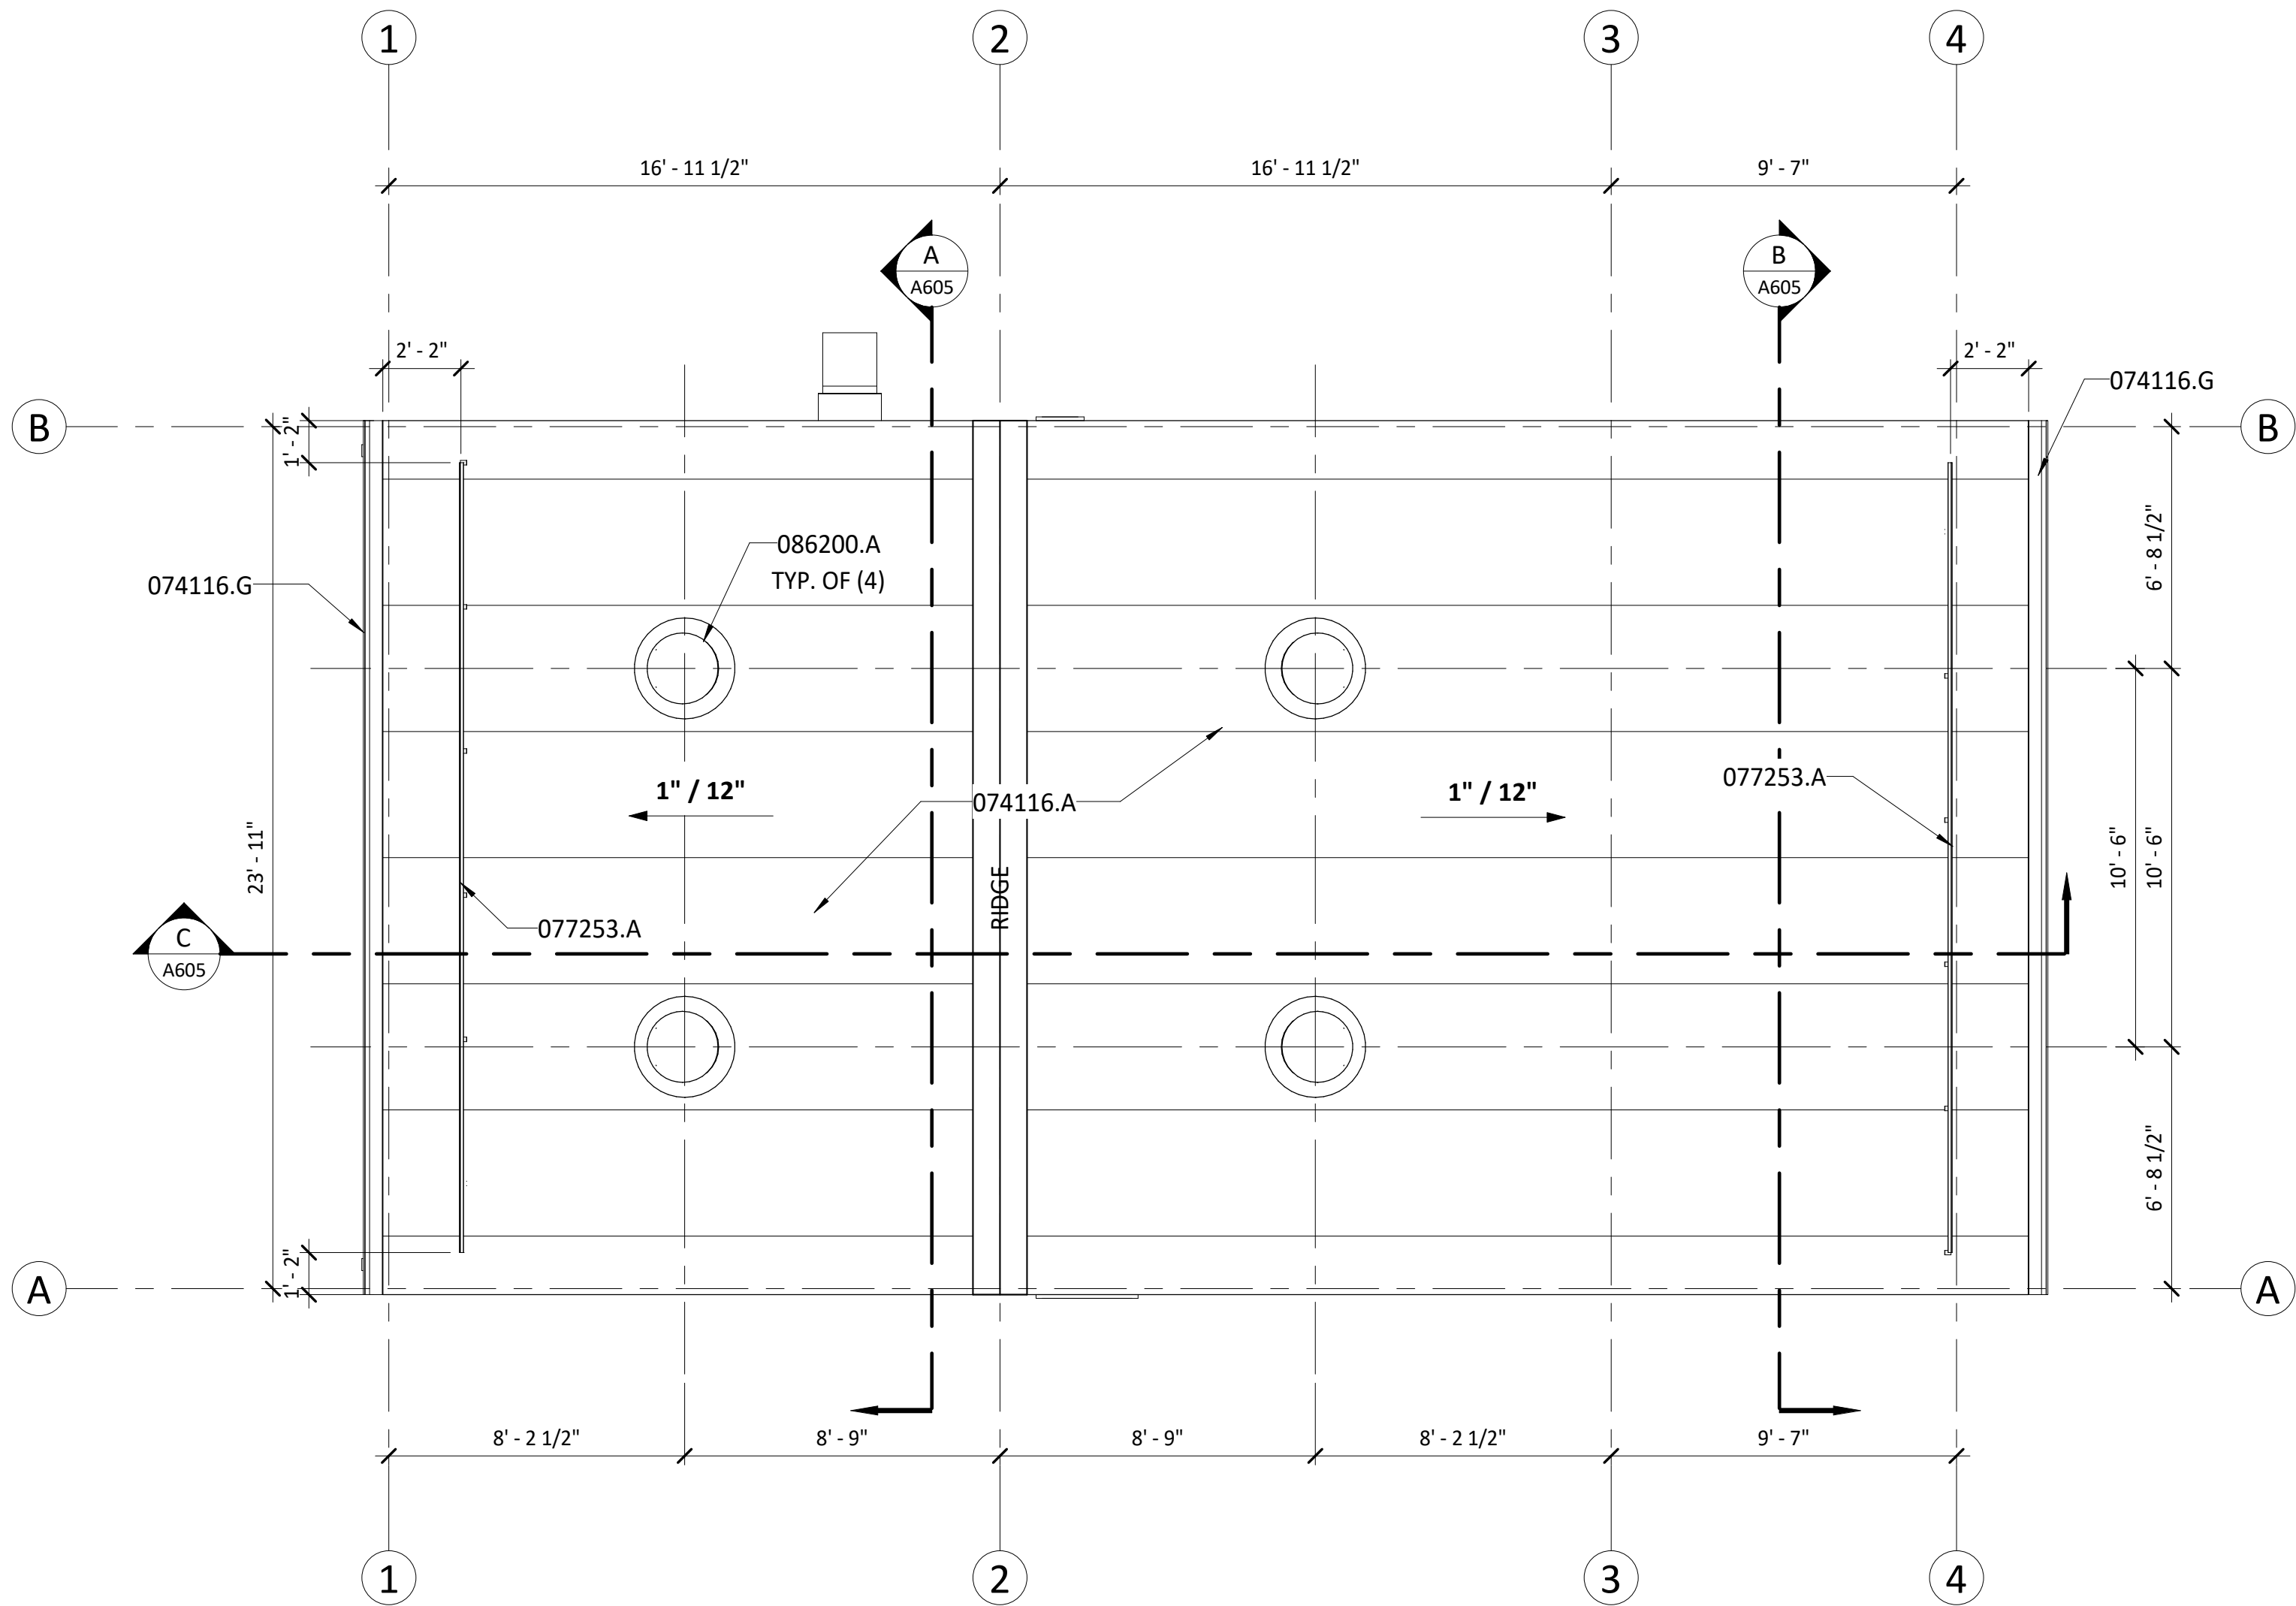 1
2
3
4
16' - 11 1/2"
16' - 11 1/2"
9' - 7"
A
A605
B
A605
2' - 2"
2' - 2"
074116.G
B
B
1' - 2"
086200.A
TYP. OF (4)
6' - 8 1/2"
074116.G
1" / 12"
1" / 12"
077253.A
074116.A
23' - 11"
10' - 6"
10' - 6"
RIDGE
077253.A
C
A605
6' - 8 1/2"
1' - 2"
A
A
8' - 2 1/2"
8' - 9"
8' - 9"
8' - 2 1/2"
9' - 7"
1
2
3
4